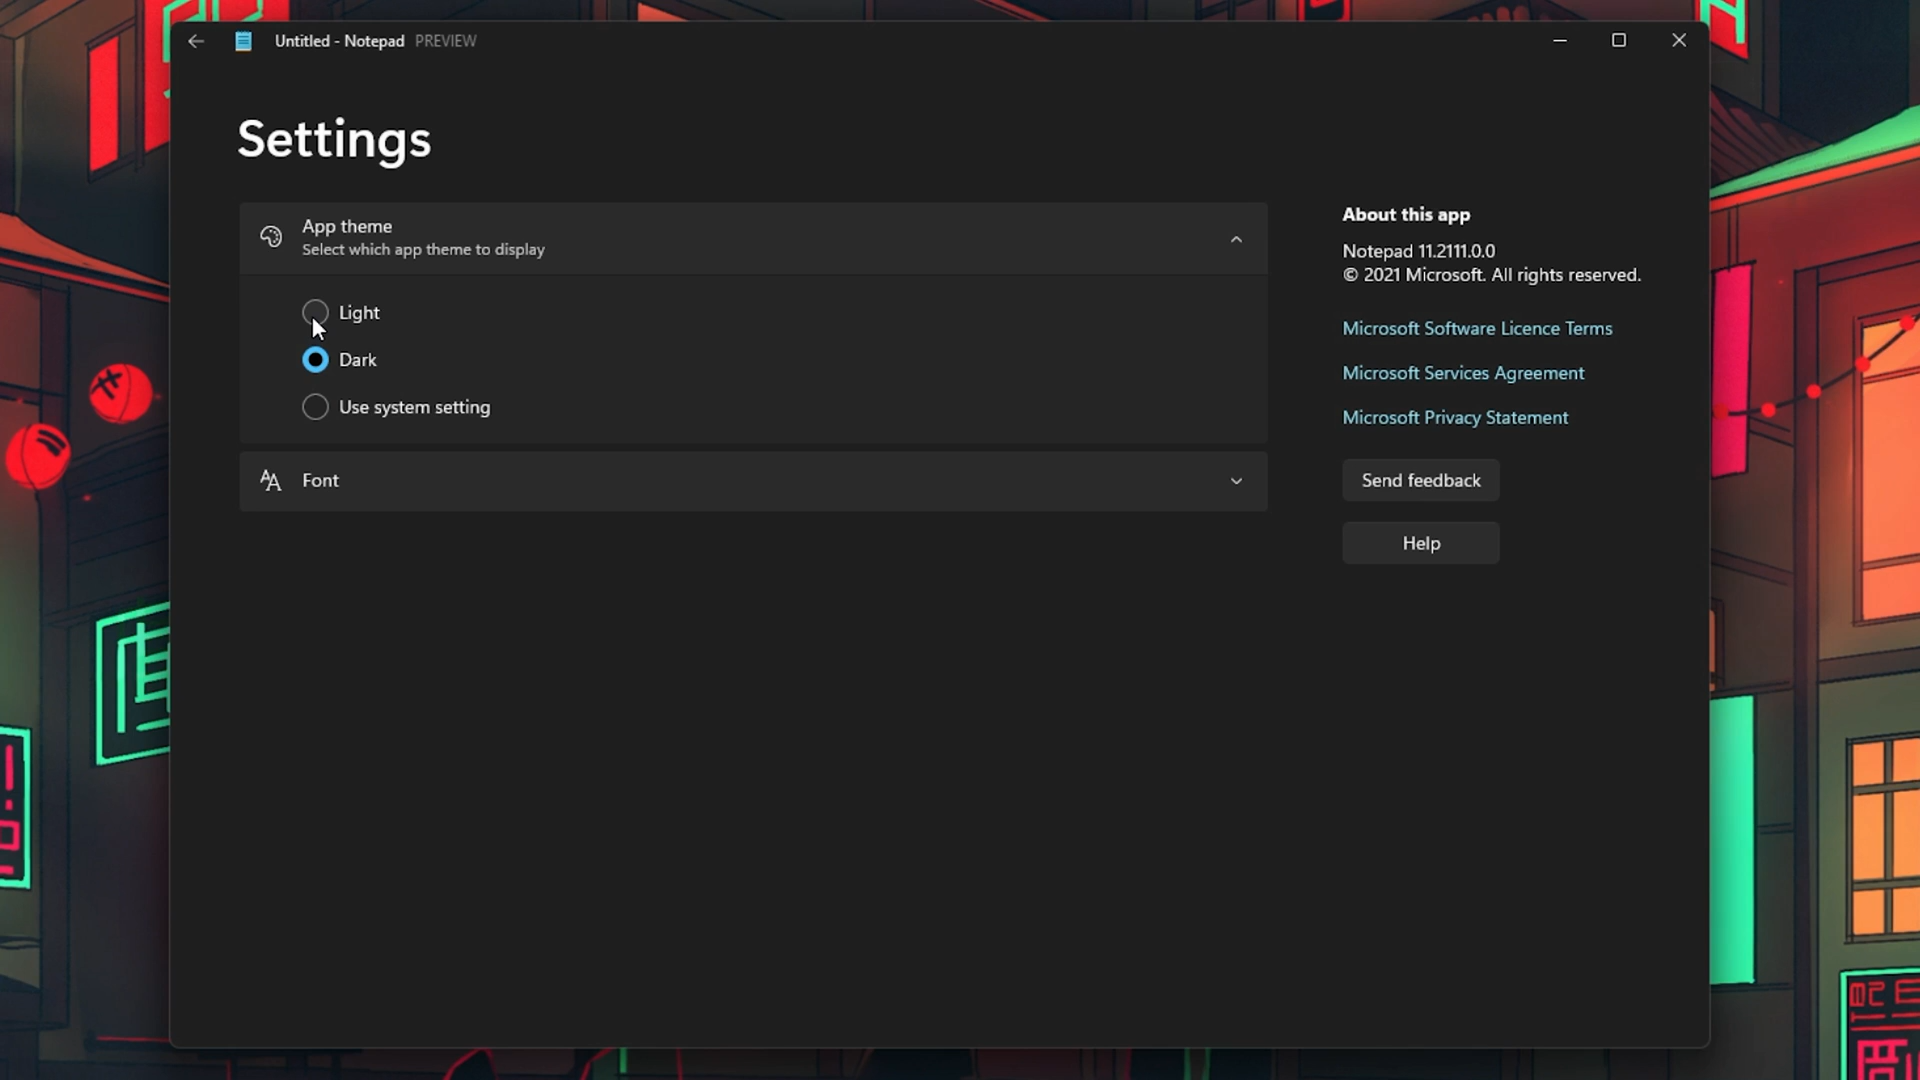 Untitled - Notepad PREVIEW
Settings
App theme
Select which app theme to display
Light
Dark
Use system setting
Font
About this app
Notepad 11.2111.0.0
© 2021 Microsoft. All rights reserved.
Microsoft Software Licence Terms
Microsoft Services Agreement
Microsoft Privacy Statement
Send feedback
Help